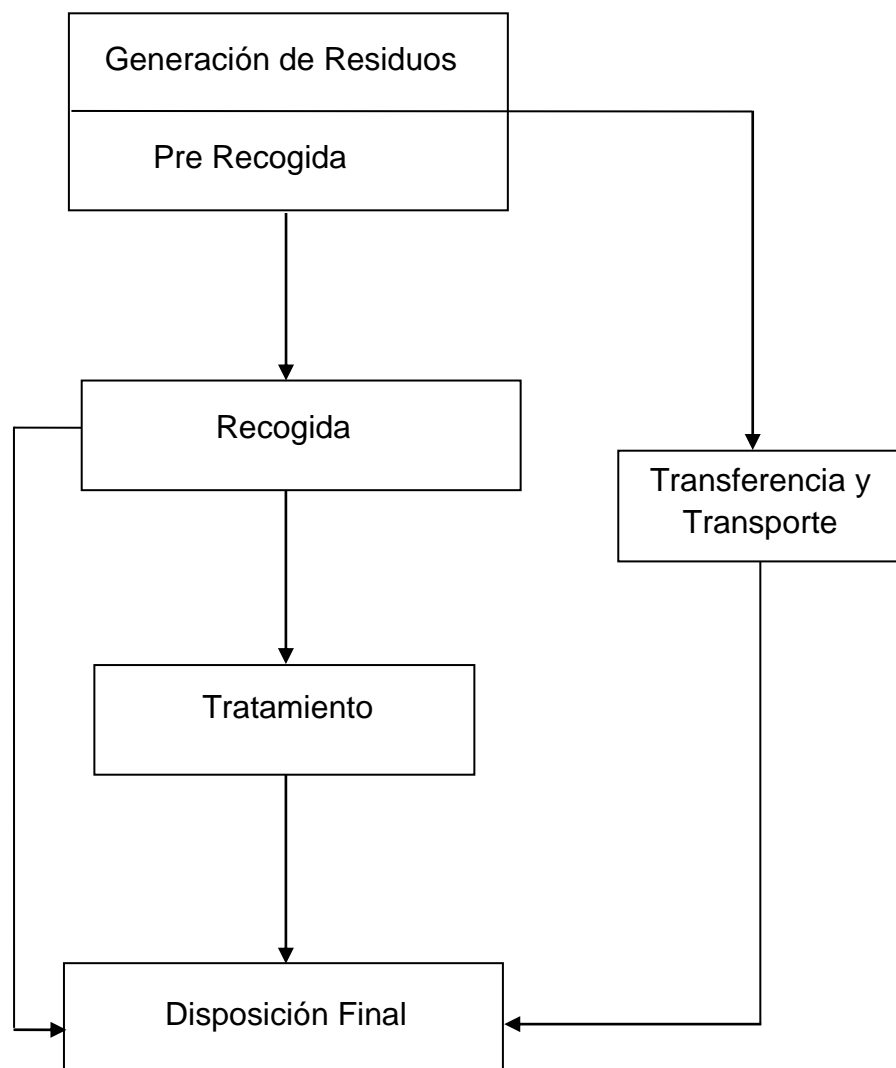 Generación de Residuos
Pre Recogida
Recogida
Transferencia y
Transporte
Tratamiento
Disposición Final